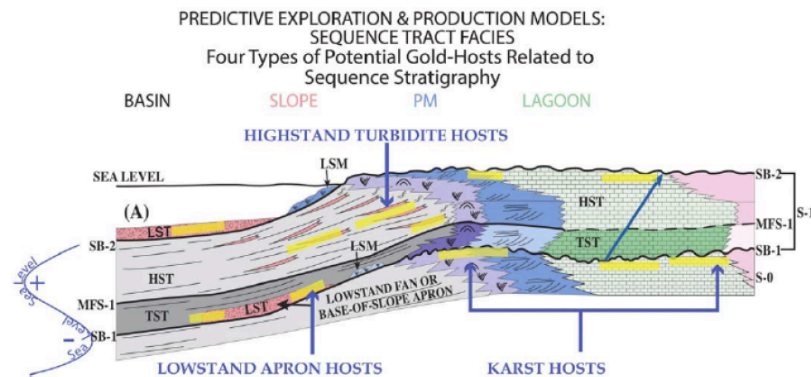 PREDICTIVE EXPLORATION & PRODUCTION MODELS:
SEQUENCE TRACT FACIES
Four Types of Potential Gold-Hosts Related to
Sequence Stratigraphy
BASIN SLOPE PM LAGOON
HIGHSTAND TURBIDITE HOSTS
SEA LEVEL
LSM
SB-2
(A)
HST
S-1
LST
MFS-1
SB-2
TST
SB-1
LSM
HST
S-0
Sea Level
+
LOWSTAND FAN OR
BASE-OF-SLOPE APRON
MFS-1
TST
LST
SB-1
-
Sea Level
LOWSTAND APRON HOSTS
KARST HOSTS